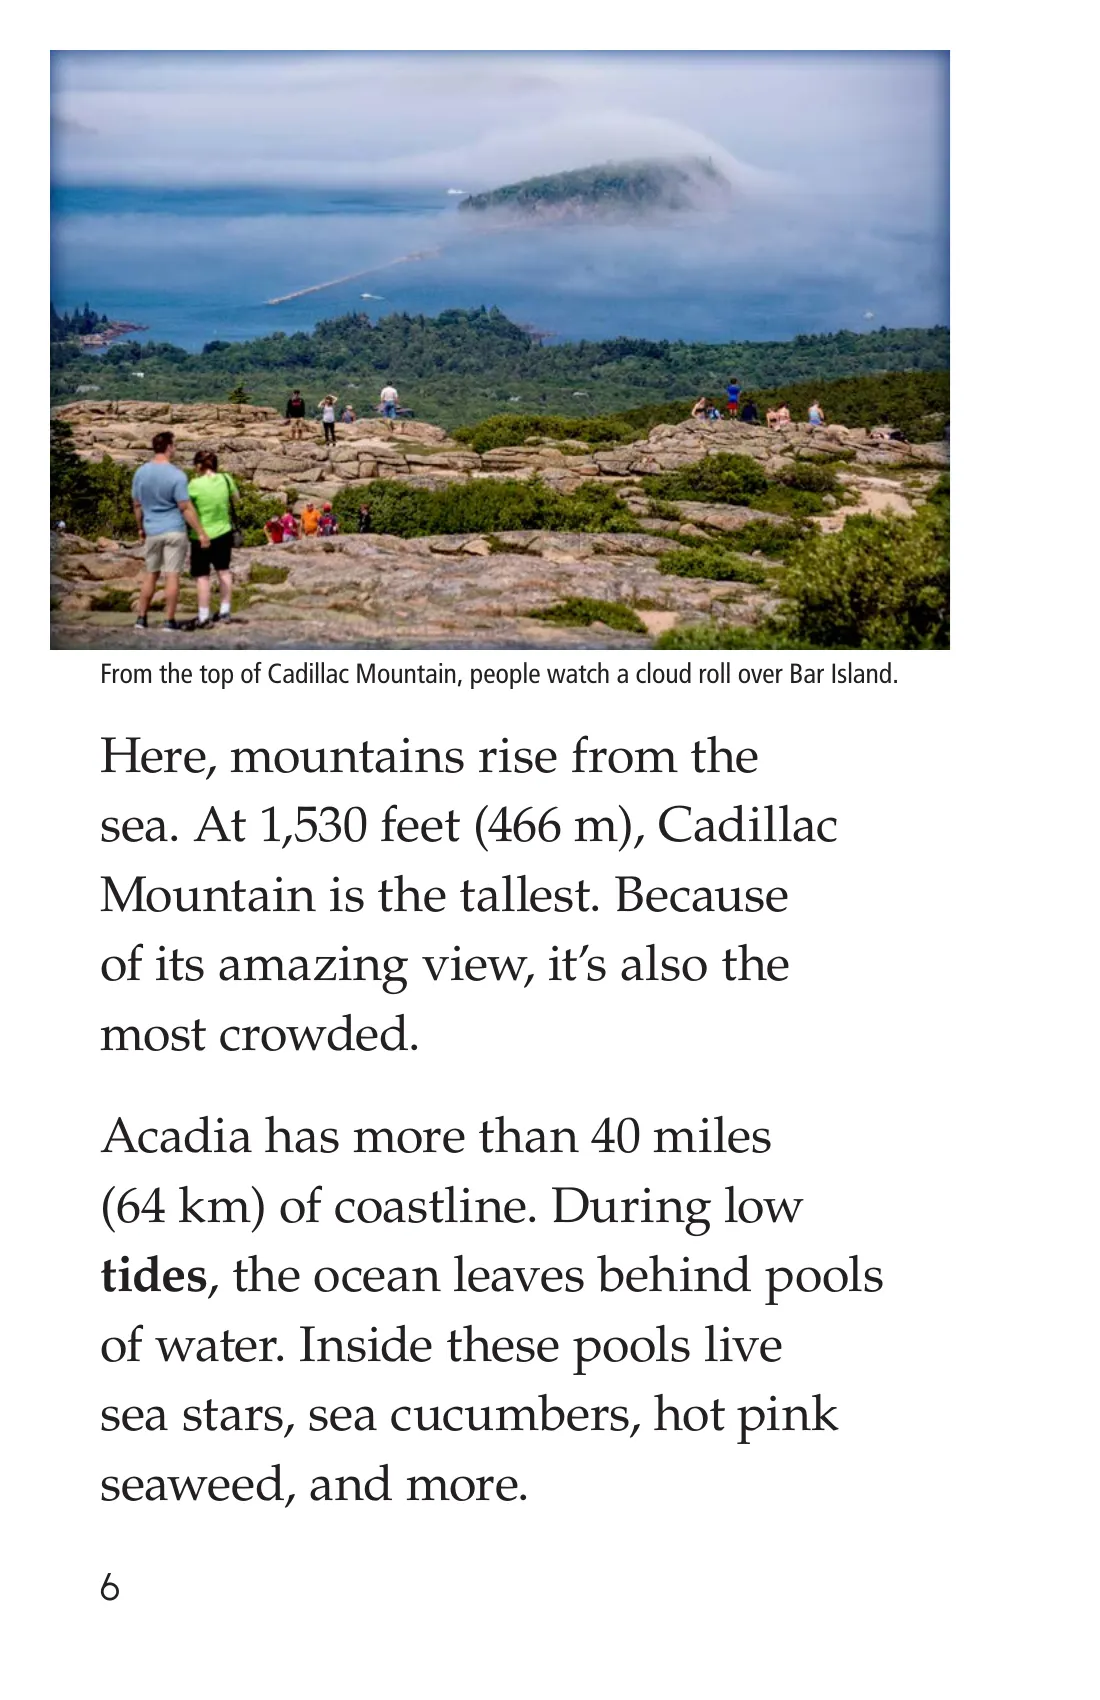 From the top of Cadillac Mountain, people watch a cloud roll over Bar Island.
Here, mountains rise from the
sea. At 1,530 feet (466 m), Cadillac
Mountain is the tallest. Because
of its amazing view, it’s also the
most crowded.
Acadia has more than 40 miles
(64 km) of coastline. During low
tides, the ocean leaves behind pools
of water. Inside these pools live
sea stars, sea cucumbers, hot pink
seaweed, and more.
6